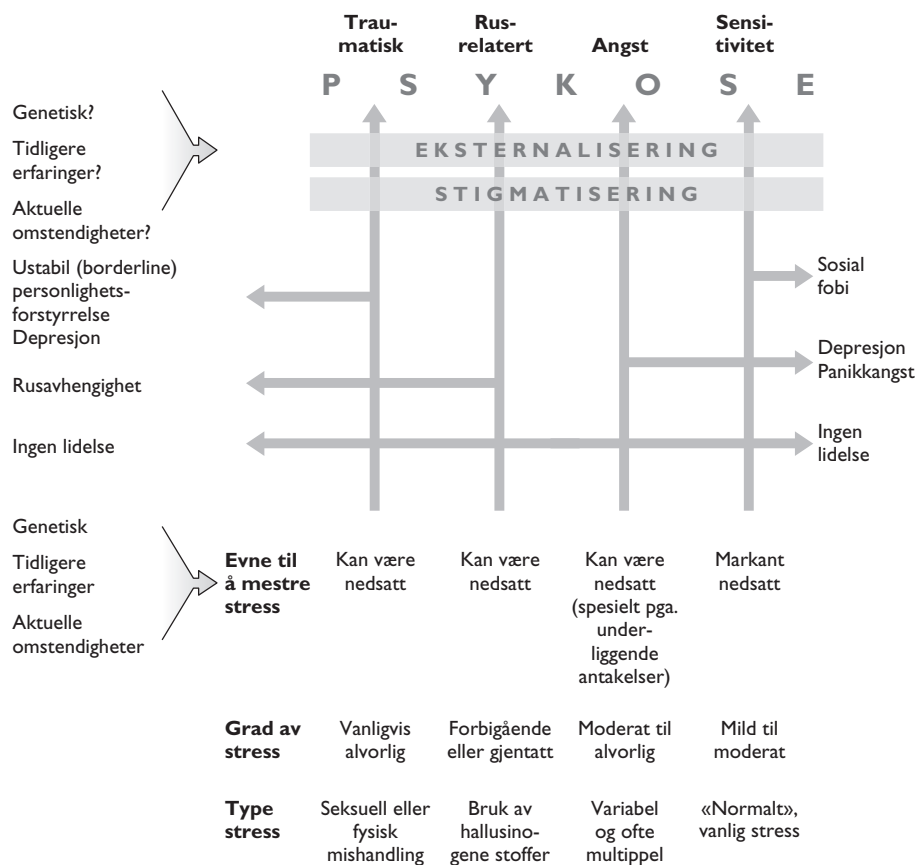 Trau-
matisk
Rus-
relatert
Angst
Sensi-
tivitet
P S Y K O S E
Genetisk?
Tidligere
erfaringer?
Aktuelle
omstendigheter?
EKSTERNALISERING
STIGMATISERING
Ustabil (borderline)
personlighets-
forstyrrelse
Depresjon
Sosial
fobi
Rusavhengighet
Depresjon
Panikkangst
Ingen lidelse
Ingen
lidelse
Genetisk
Tidligere
erfaringer
Aktuelle
omstendigheter
Evne til
å mestre
stress
Kan være
nedsatt
Kan være
nedsatt
Kan være
nedsatt
(spesielt pga.
under-
liggende
antakelser)
Markant
nedsatt
Grad av
stress
Vanligvis
alvorlig
Forbigående
eller gjentatt
Moderat til
alvorlig
Mild til
moderat
Type
stress
Seksuell eller
fysisk
mishandling
Bruk av
hallusino-
gene stoffer
Variabel
og ofte
multippel
«Normalt»,
vanlig stress